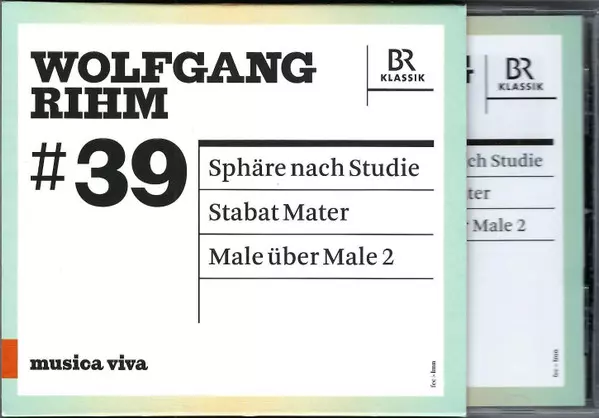 WOLFGANG
RIHM
#39
BR
KLASSIK
Sphäre nach Studie
Stabat Mater
Male über Male 2
musica viva
BR
KLASSIK
ch Studie
ter
Male 2